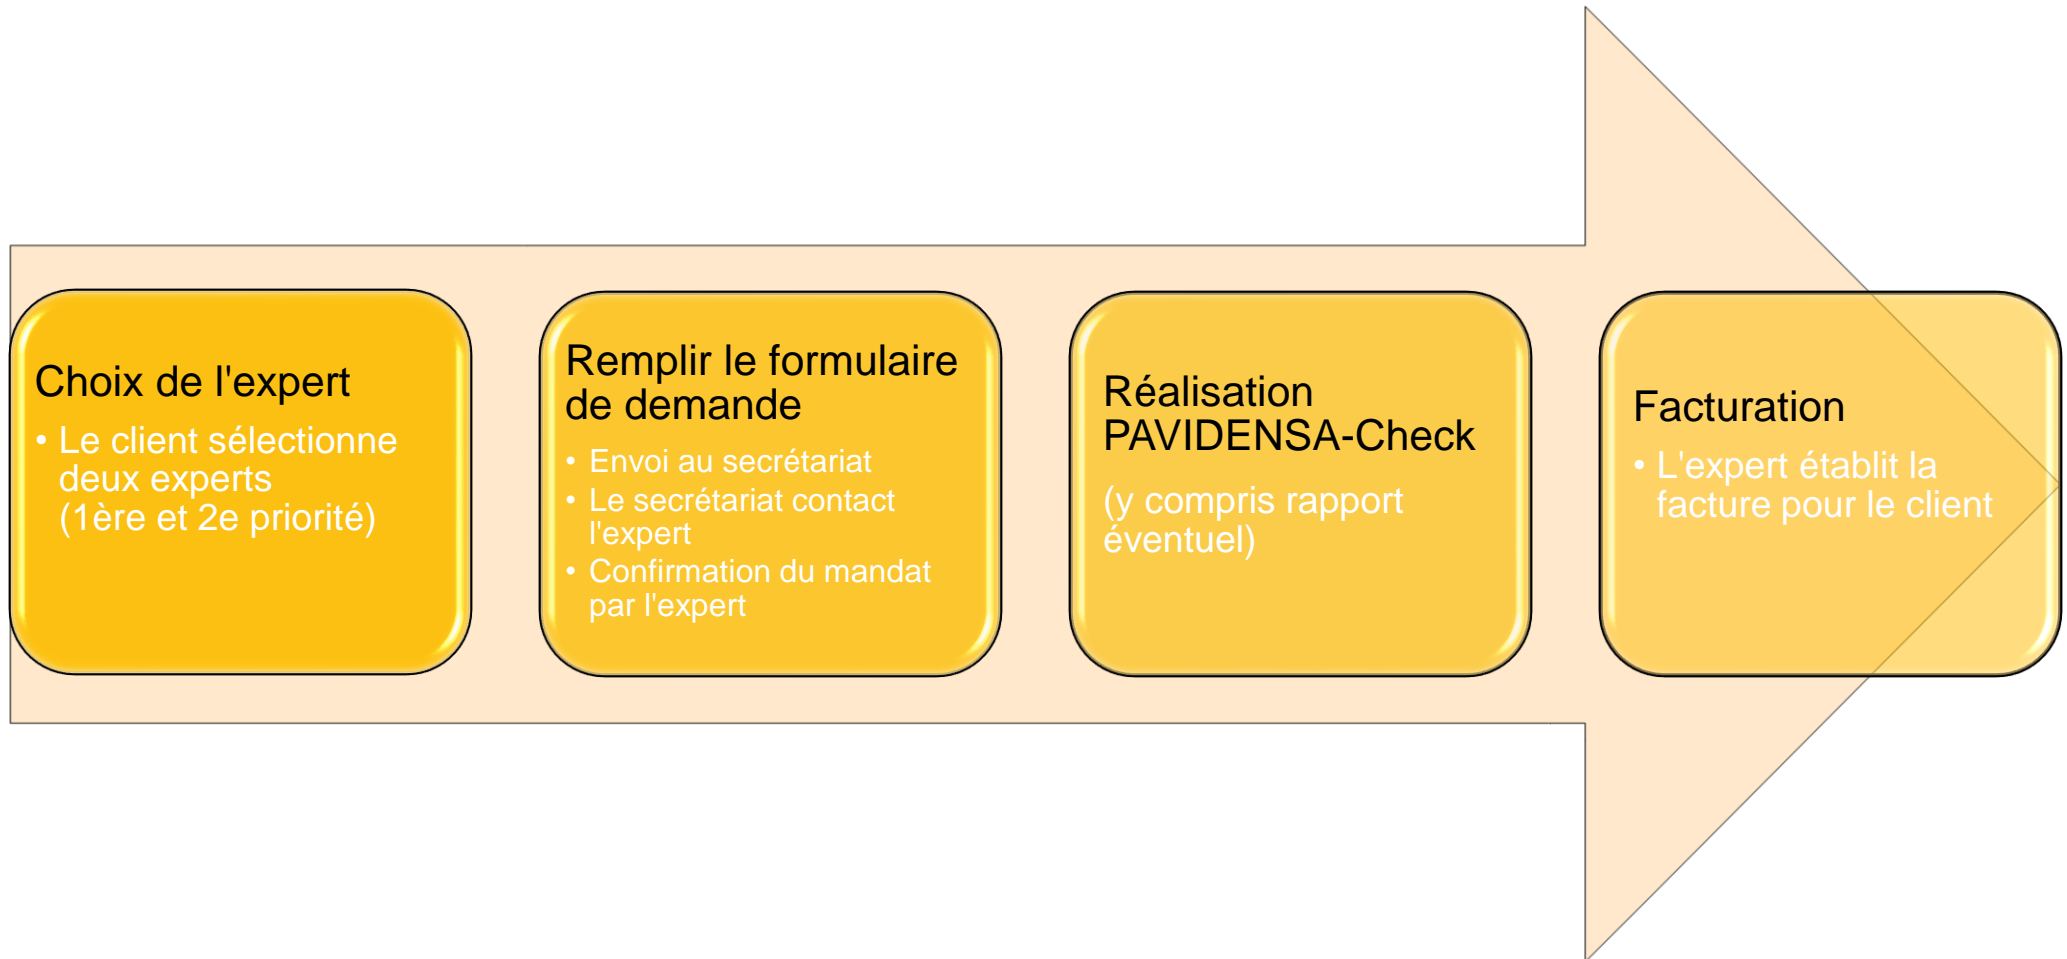 Choix de l'expert
• Le client sélectionne
deux experts
(1ère et 2e priorité)
Remplir le formulaire
de demande
• Envoi au secrétariat
• Le secrétariat contact
l'expert
• Confirmation du mandat
par l'expert
Réalisation
PAVIDENSA-Check
(y compris rapport
éventuel)
Facturation
• L'expert établit la
facture pour le client